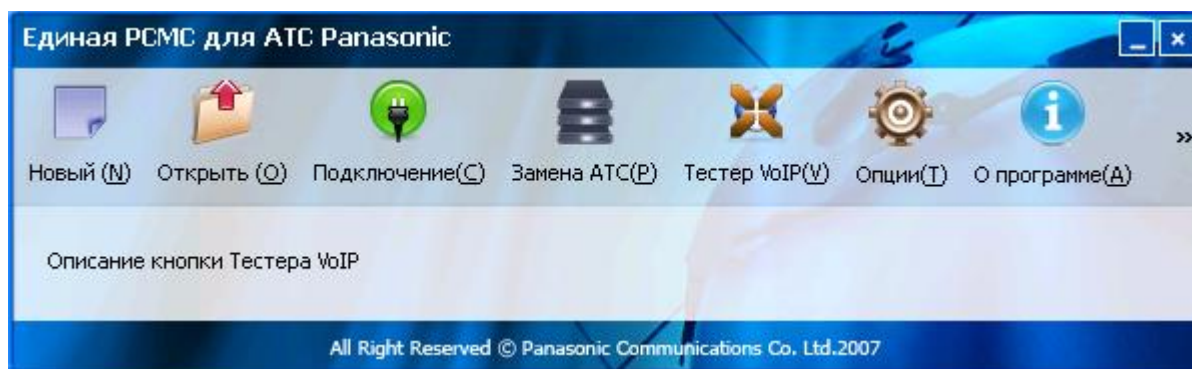 Единая PCMC для АТС Panasonic
Новый (N) Открыть (O) Подключение(C) Замена АТС(P) Тестер VoIP(V) Опции(T) О программе(A) »
Описание кнопки Тестера VoIP
All Right Reserved © Panasonic Communications Co. Ltd.2007